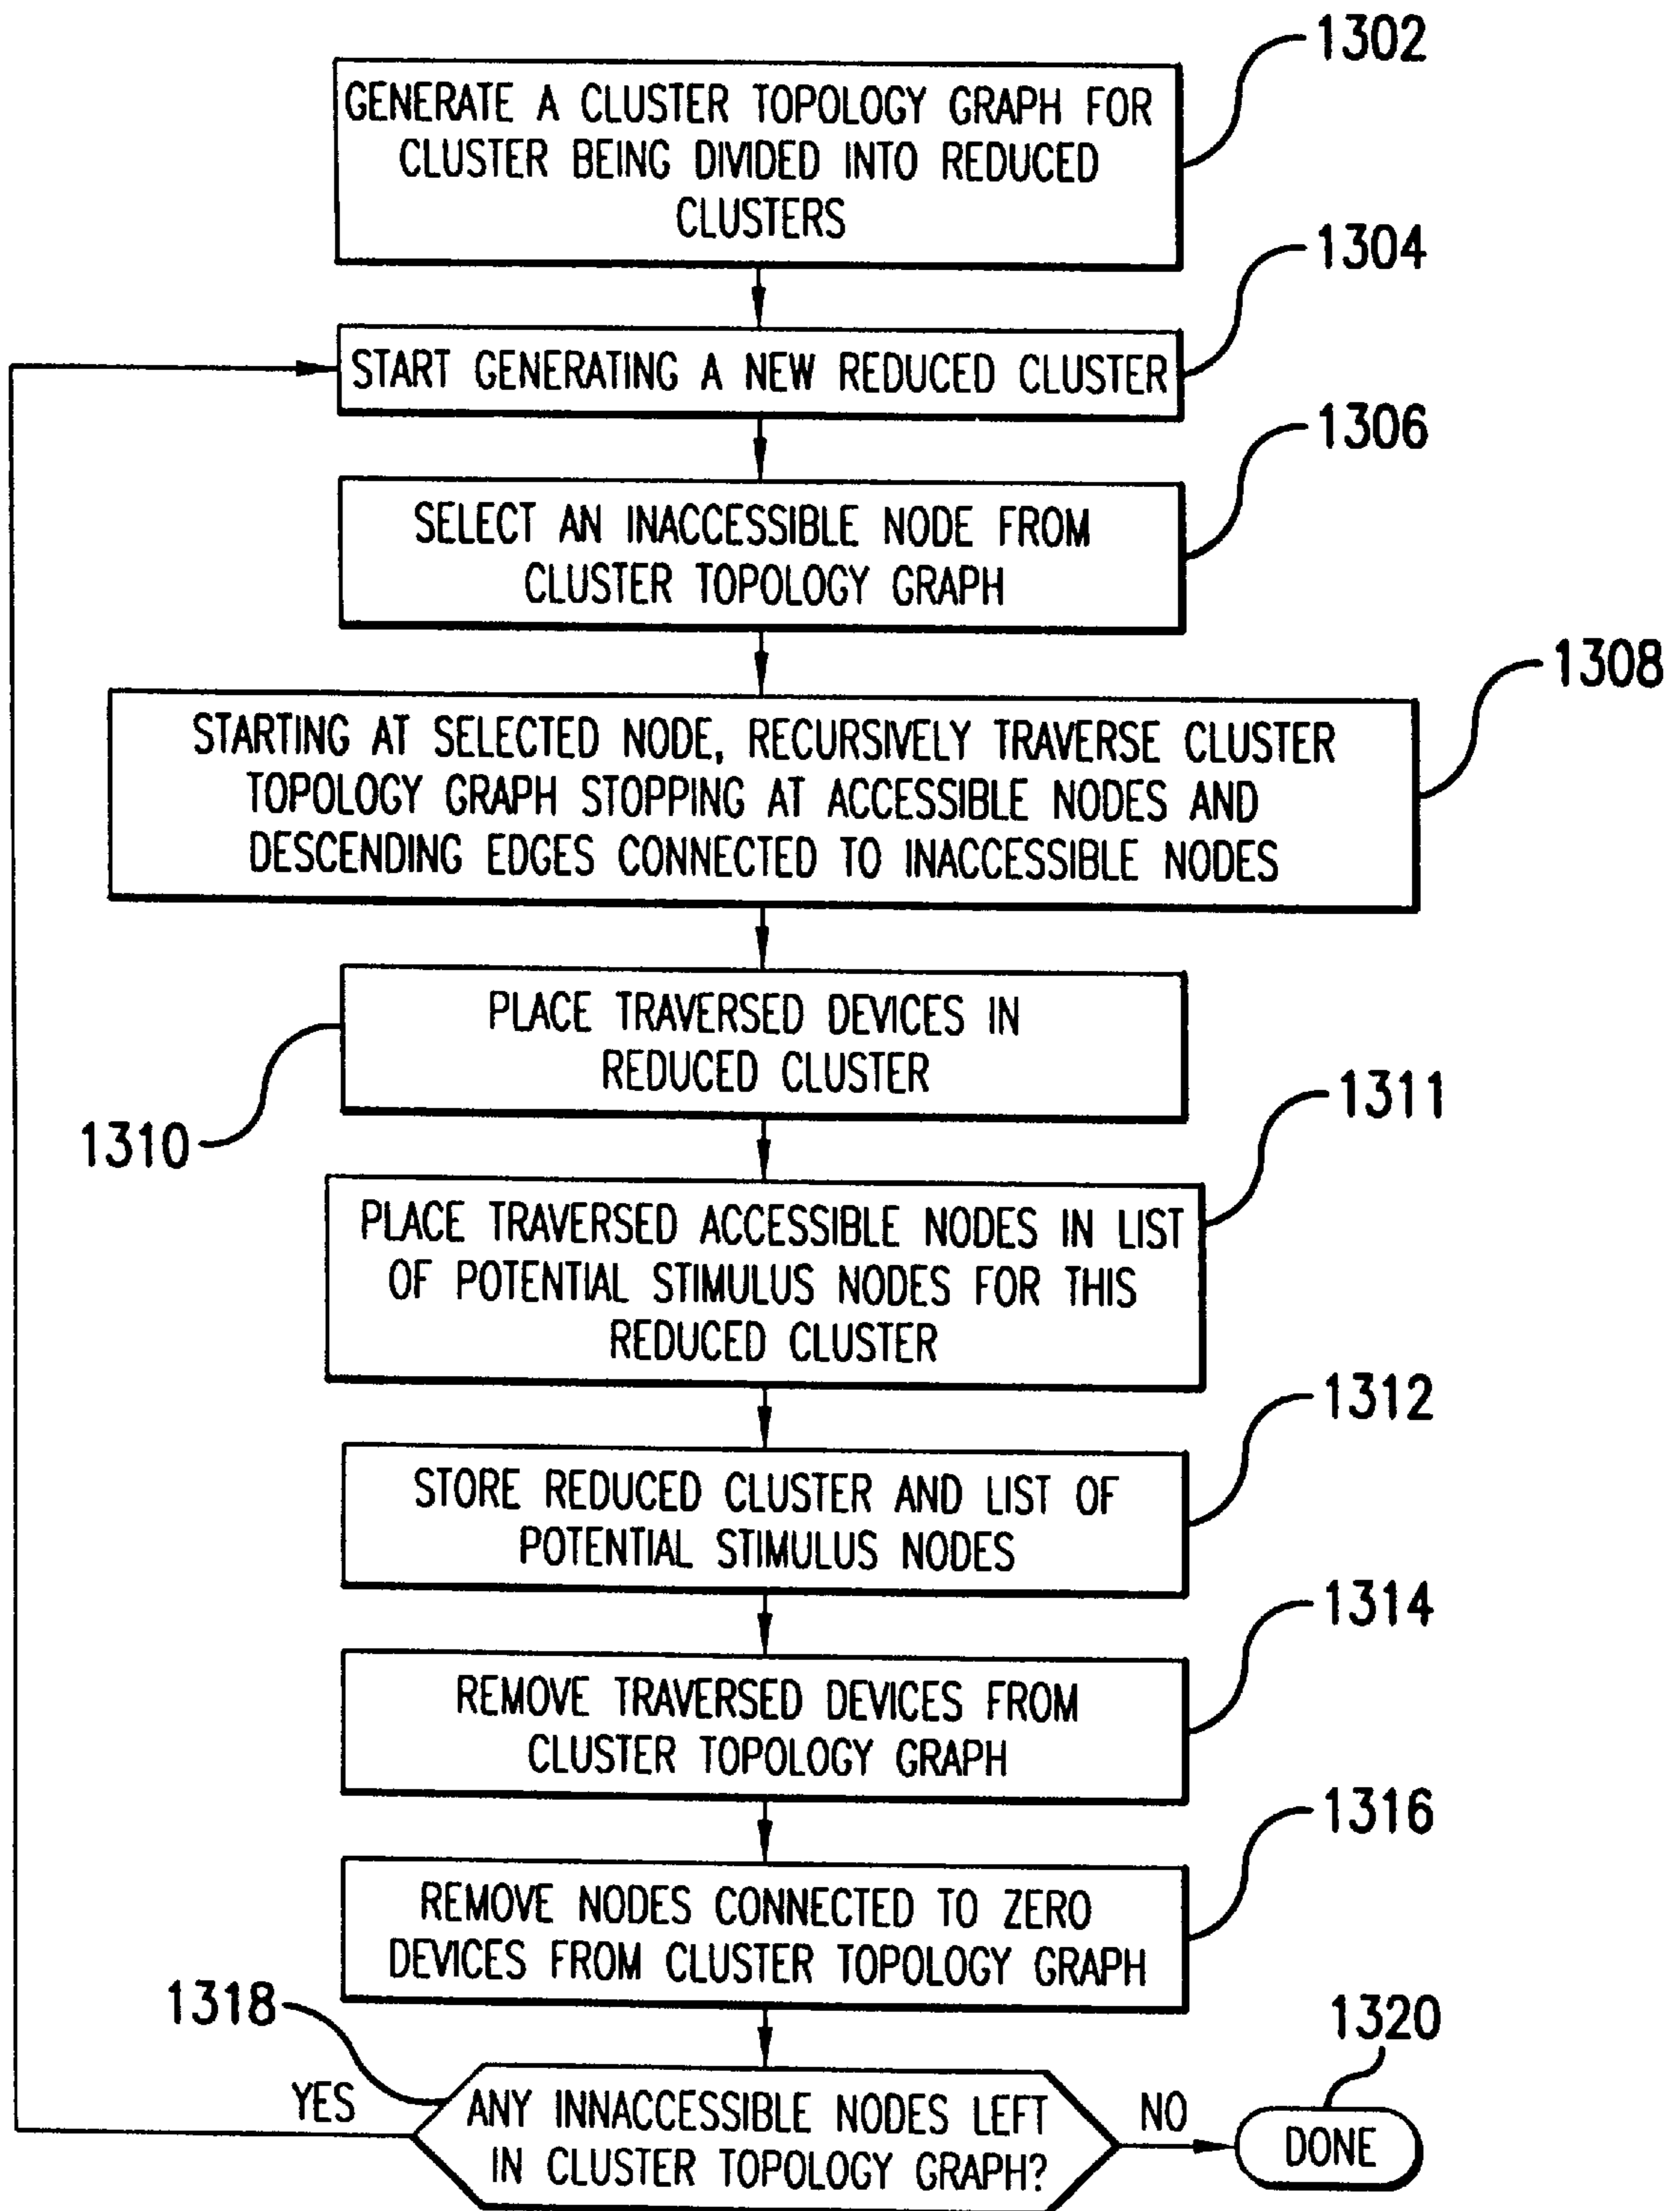 1302
GENERATE A CLUSTER TOPOLOGY GRAPH FOR
CLUSTER BEING DIVIDED INTO REDUCED
CLUSTERS
1304
START GENERATING A NEW REDUCED CLUSTER
1306
SELECT AN INACCESSIBLE NODE FROM
CLUSTER TOPOLOGY GRAPH
1308
STARTING AT SELECTED NODE, RECURSIVELY TRAVERSE CLUSTER
TOPOLOGY GRAPH STOPPING AT ACCESSIBLE NODES AND
DESCENDING EDGES CONNECTED TO INACCESSIBLE NODES
PLACE TRAVERSED DEVICES IN
REDUCED CLUSTER
1310
1311
PLACE TRAVERSED ACCESSIBLE NODES IN LIST
OF POTENTIAL STIMULUS NODES FOR THIS
REDUCED CLUSTER
1312
STORE REDUCED CLUSTER AND LIST OF
POTENTIAL STIMULUS NODES
1314
REMOVE TRAVERSED DEVICES FROM
CLUSTER TOPOLOGY GRAPH
1316
REMOVE NODES CONNECTED TO ZERO
DEVICES FROM CLUSTER TOPOLOGY GRAPH
1318
1320
YES
ANY INNACCESSIBLE NODES LEFT
IN CLUSTER TOPOLOGY GRAPH?
NO
DONE